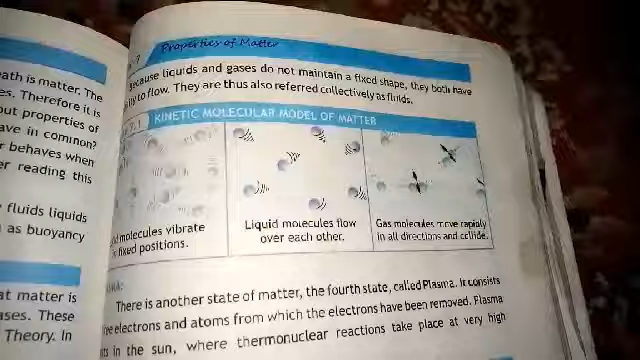 ath is matter. The
es. Therefore it is
out properties of
ave in common?
r behaves when
er reading this
fluids liquids
as buoyancy
at matter is
ases. These
Theory. In
Properties of Matter
Because liquids and gases do not maintain a fixed shape, they both have
to flow. They are thus also referred collectively as fluids.
7.1 KINETIC MOLECULAR MODEL OF MATTER
molecules vibrate
fixed positions.
Liquid molecules flow
over each other.
Gas molecules move rapidly
in all directions and collide.
There is another state of matter, the fourth state, called Plasma. It consists
electrons and atoms from which the electrons have been removed. Plasma
in the sun, where thermonuclear reactions take place at very high